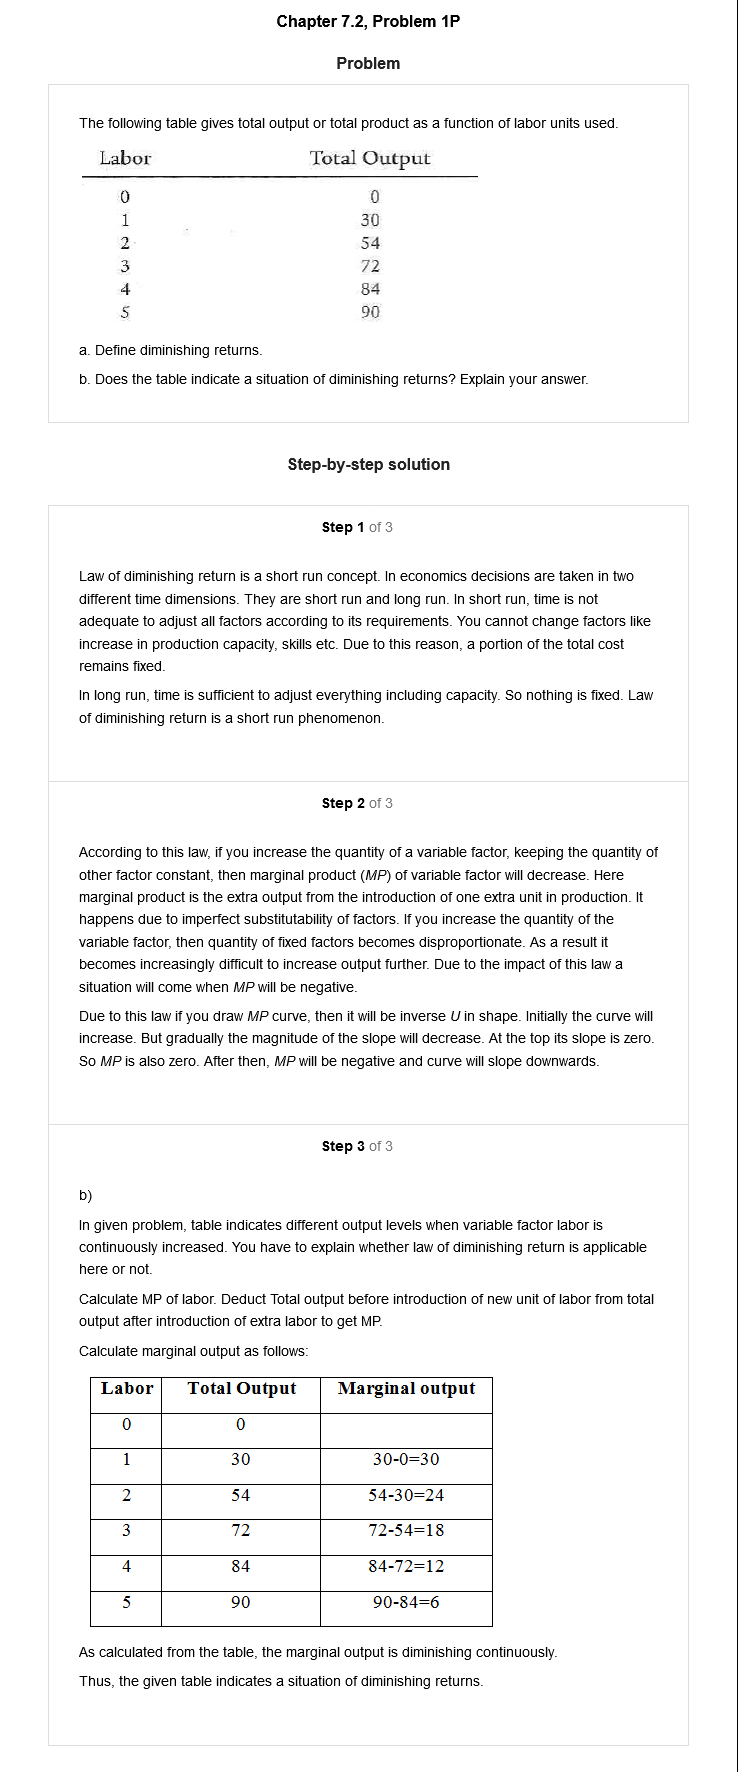 Chapter 7.2, Problem 1P
Problem
The following table gives total output or total product as a function of labor units used.
Labor Total Output
0 0
1 30
2 54
3 72
4 84
5 90
a. Define diminishing returns.
b. Does the table indicate a situation of diminishing returns? Explain your answer.
Step-by-step solution
Step 1 of 3
Law of diminishing return is a short run concept. In economics decisions are taken in two
different time dimensions. They are short run and long run. In short run, time is not
adequate to adjust all factors according to its requirements. You cannot change factors like
increase in production capacity, skills etc. Due to this reason, a portion of the total cost
remains fixed.
In long run, time is sufficient to adjust everything including capacity. So nothing is fixed. Law
of diminishing return is a short run phenomenon.
Step 2 of 3
According to this law, if you increase the quantity of a variable factor, keeping the quantity of
other factor constant, then marginal product (MP) of variable factor will decrease. Here
marginal product is the extra output from the introduction of one extra unit in production. It
happens due to imperfect substitutability of factors. If you increase the quantity of the
variable factor, then quantity of fixed factors becomes disproportionate. As a result it
becomes increasingly difficult to increase output further. Due to the impact of this law a
situation will come when MP will be negative.
Due to this law if you draw MP curve, then it will be inverse U in shape. Initially the curve will
increase. But gradually the magnitude of the slope will decrease. At the top its slope is zero.
So MP is also zero. After then, MP will be negative and curve will slope downwards.
Step 3 of 3
b)
In given problem, table indicates different output levels when variable factor labor is
continuously increased. You have to explain whether law of diminishing return is applicable
here or not.
Calculate MP of labor. Deduct Total output before introduction of new unit of labor from total
output after introduction of extra labor to get MP.
Calculate marginal output as follows:
Labor Total Output Marginal output
0 0
1 30 30-0=30
2 54 54-30=24
3 72 72-54=18
4 84 84-72=12
5 90 90-84=6
As calculated from the table, the marginal output is diminishing continuously.
Thus, the given table indicates a situation of diminishing returns.